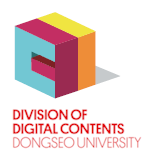 DIVISION OF
DIGITAL CONTENTS
DONGSEO UNIVERSITY